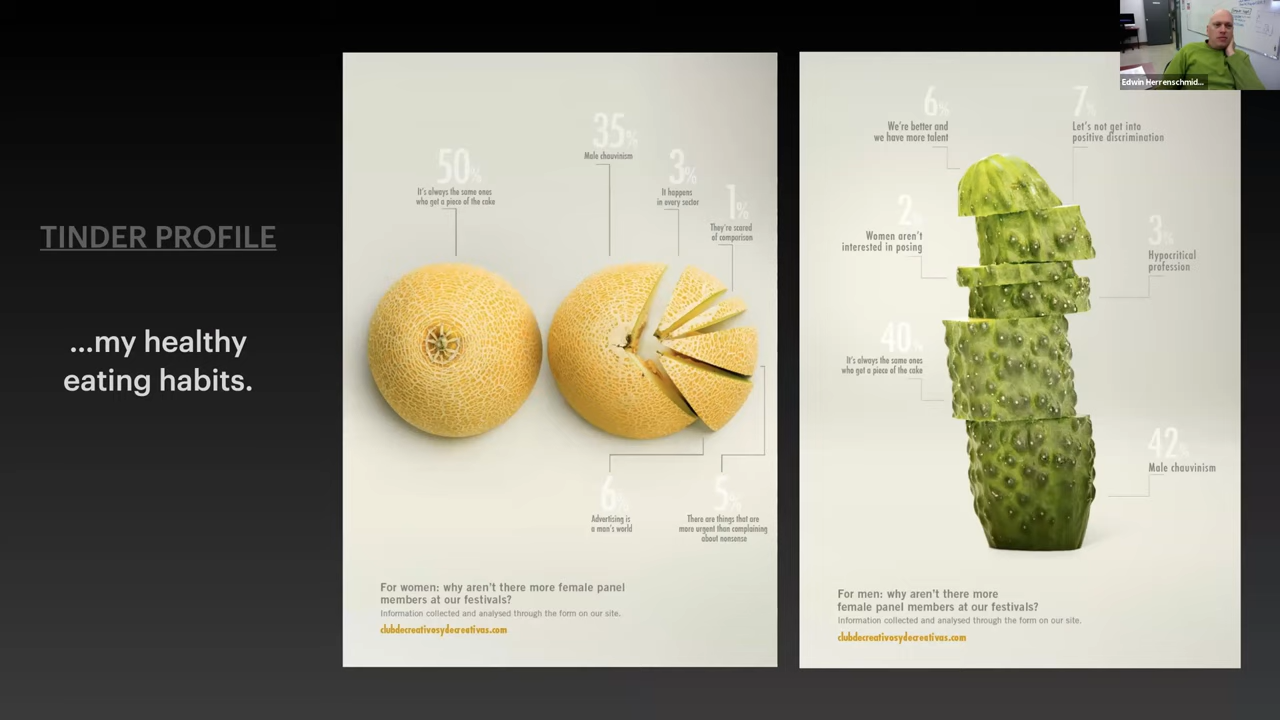 TINDER PROFILE
...my healthy
eating habits.
50%
It's always the same ones
who get a piece of the cake
35%
Male chauvinism
3%
It happens
in every sector
1%
They're scared
of comparison
6%
Advertising is
a man's world
5%
There are things that are
more urgent than complaining
about nonsense
For women: why aren't there more female panel
members at our festivals?
Information collected and analysed through the form on our site.
clubdecreativosydecreativas.com
6%
We're better and
we have more talent
7%
Let's not get into
positive discrimination
2%
Women aren't
interested in posing
3%
Hypocritical
profession
40%
It's always the same ones
who get a piece of the cake
42%
Male chauvinism
For men: why aren't there more
female panel members at our festivals?
Information collected and analysed through the form on our site.
clubdecreativosydecreativas.com
Edwin Herrenschmid...